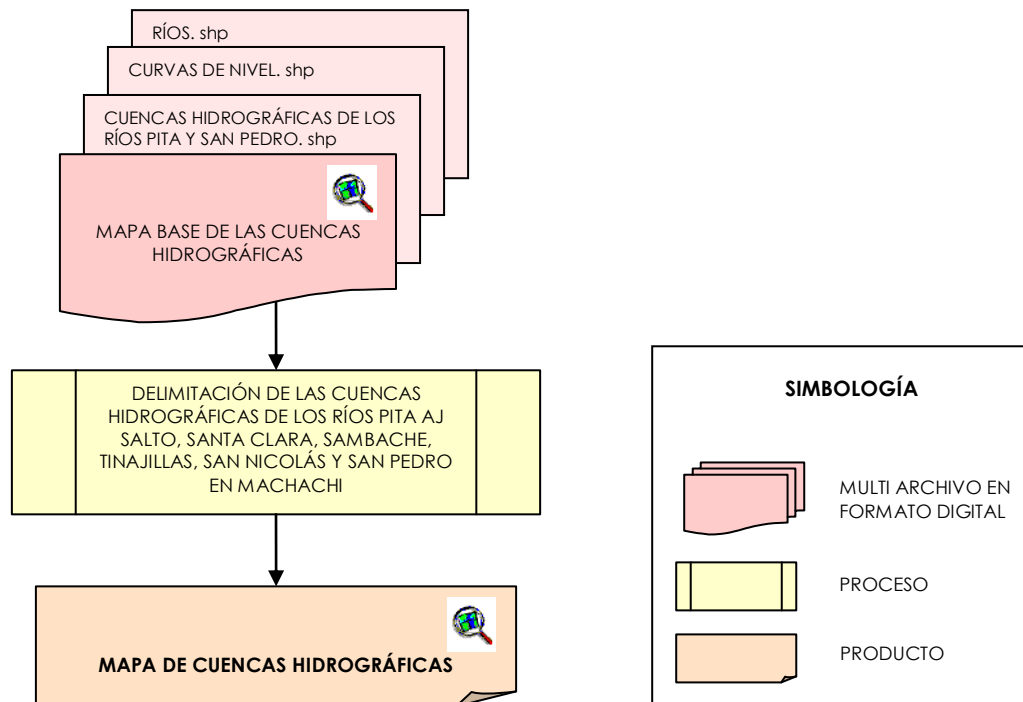 RÍOS. shp
CURVAS DE NIVEL. shp
CUENCAS HIDROGRÁFICAS DE LOS
RÍOS PITA Y SAN PEDRO. shp
MAPA BASE DE LAS CUENCAS
HIDROGRÁFICAS
DELIMITACIÓN DE LAS CUENCAS
HIDROGRÁFICAS DE LOS RÍOS PITA AJ
SALTO, SANTA CLARA, SAMBACHE,
TINAJILLAS, SAN NICOLÁS Y SAN PEDRO
EN MACHACHI
MAPA DE CUENCAS HIDROGRÁFICAS
SIMBOLOGÍA
MULTI ARCHIVO EN
FORMATO DIGITAL
PROCESO
PRODUCTO